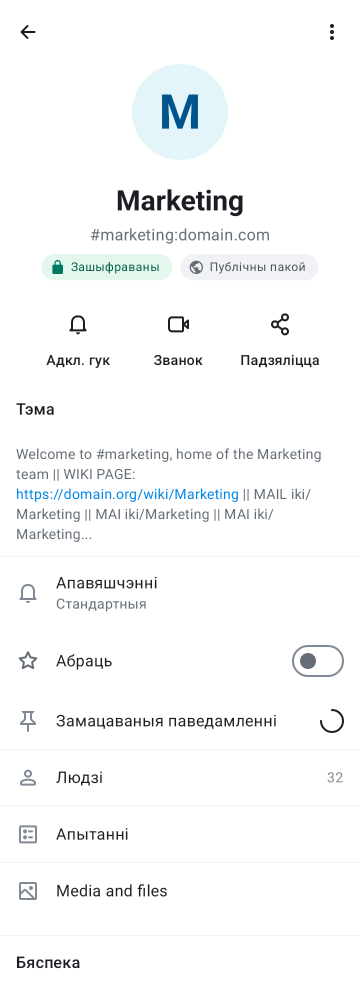 M
Marketing
#marketing:domain.com
Зашыфраваны
Публічны пакой
Адкл. гук
Званок
Падзяліцца
Тэма
Welcome to #marketing, home of the Marketing
team || WIKI PAGE:
https://domain.org/wiki/Marketing || MAIL iki/
Marketing || MAI iki/Marketing || MAI iki/
Marketing...
Апавяшчэнні
Стандартныя
Абраць
Замацаваныя паведамленні
Людзі
32
Апытанні
Media and files
Бяспека